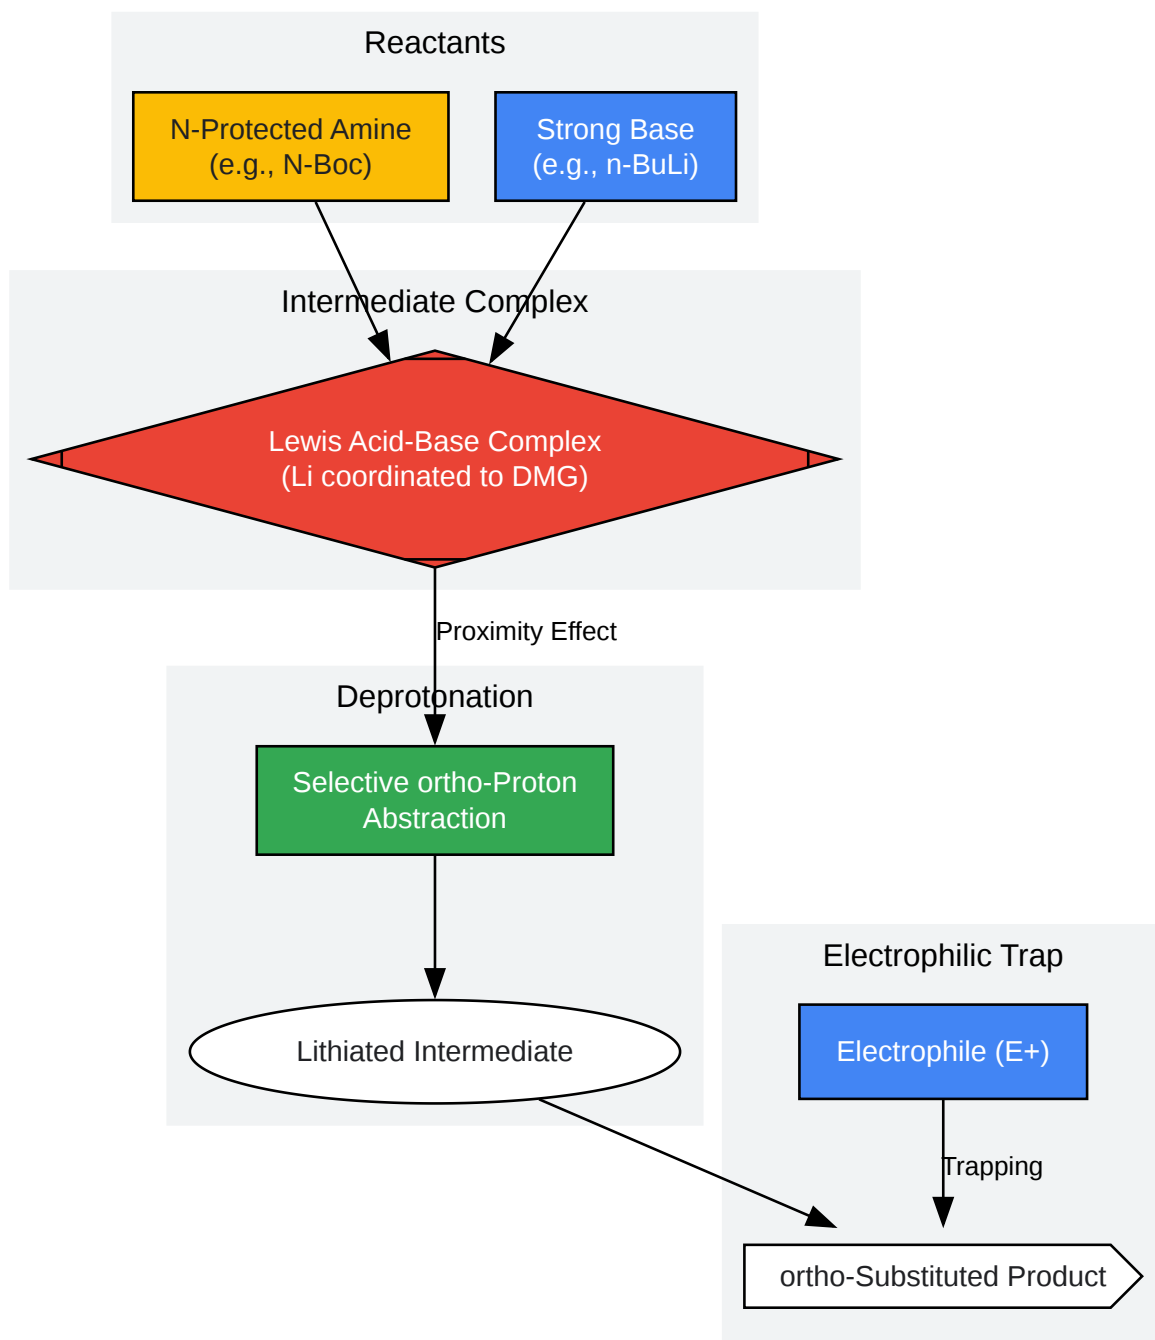 Reactants
N-Protected Amine
(e.g., N-Boc)
Strong Base
(e.g., n-BuLi)
Intermediate Complex
Lewis Acid-Base Complex
(Li coordinated to DMG)
Proximity Effect
Deprotonation
Selective ortho-Proton
Abstraction
Lithiated Intermediate
Electrophilic Trap
Electrophile (E+)
Trapping
ortho-Substituted Product